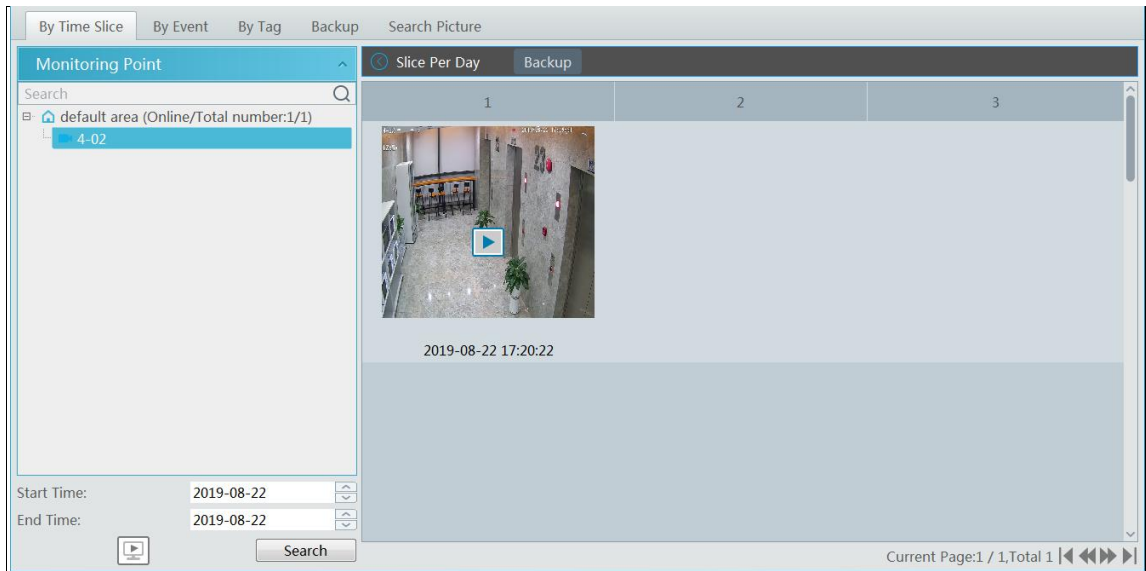 By Time Slice By Event By Tag Backup Search Picture
Monitoring Point
Search
default area (Online/Total number:1/1)
4-02
Start Time: 2019-08-22
End Time: 2019-08-22
Search
Slice Per Day Backup
1 2 3
23
2019-08-22 17:20:22
Current Page:1 / 1,Total 1